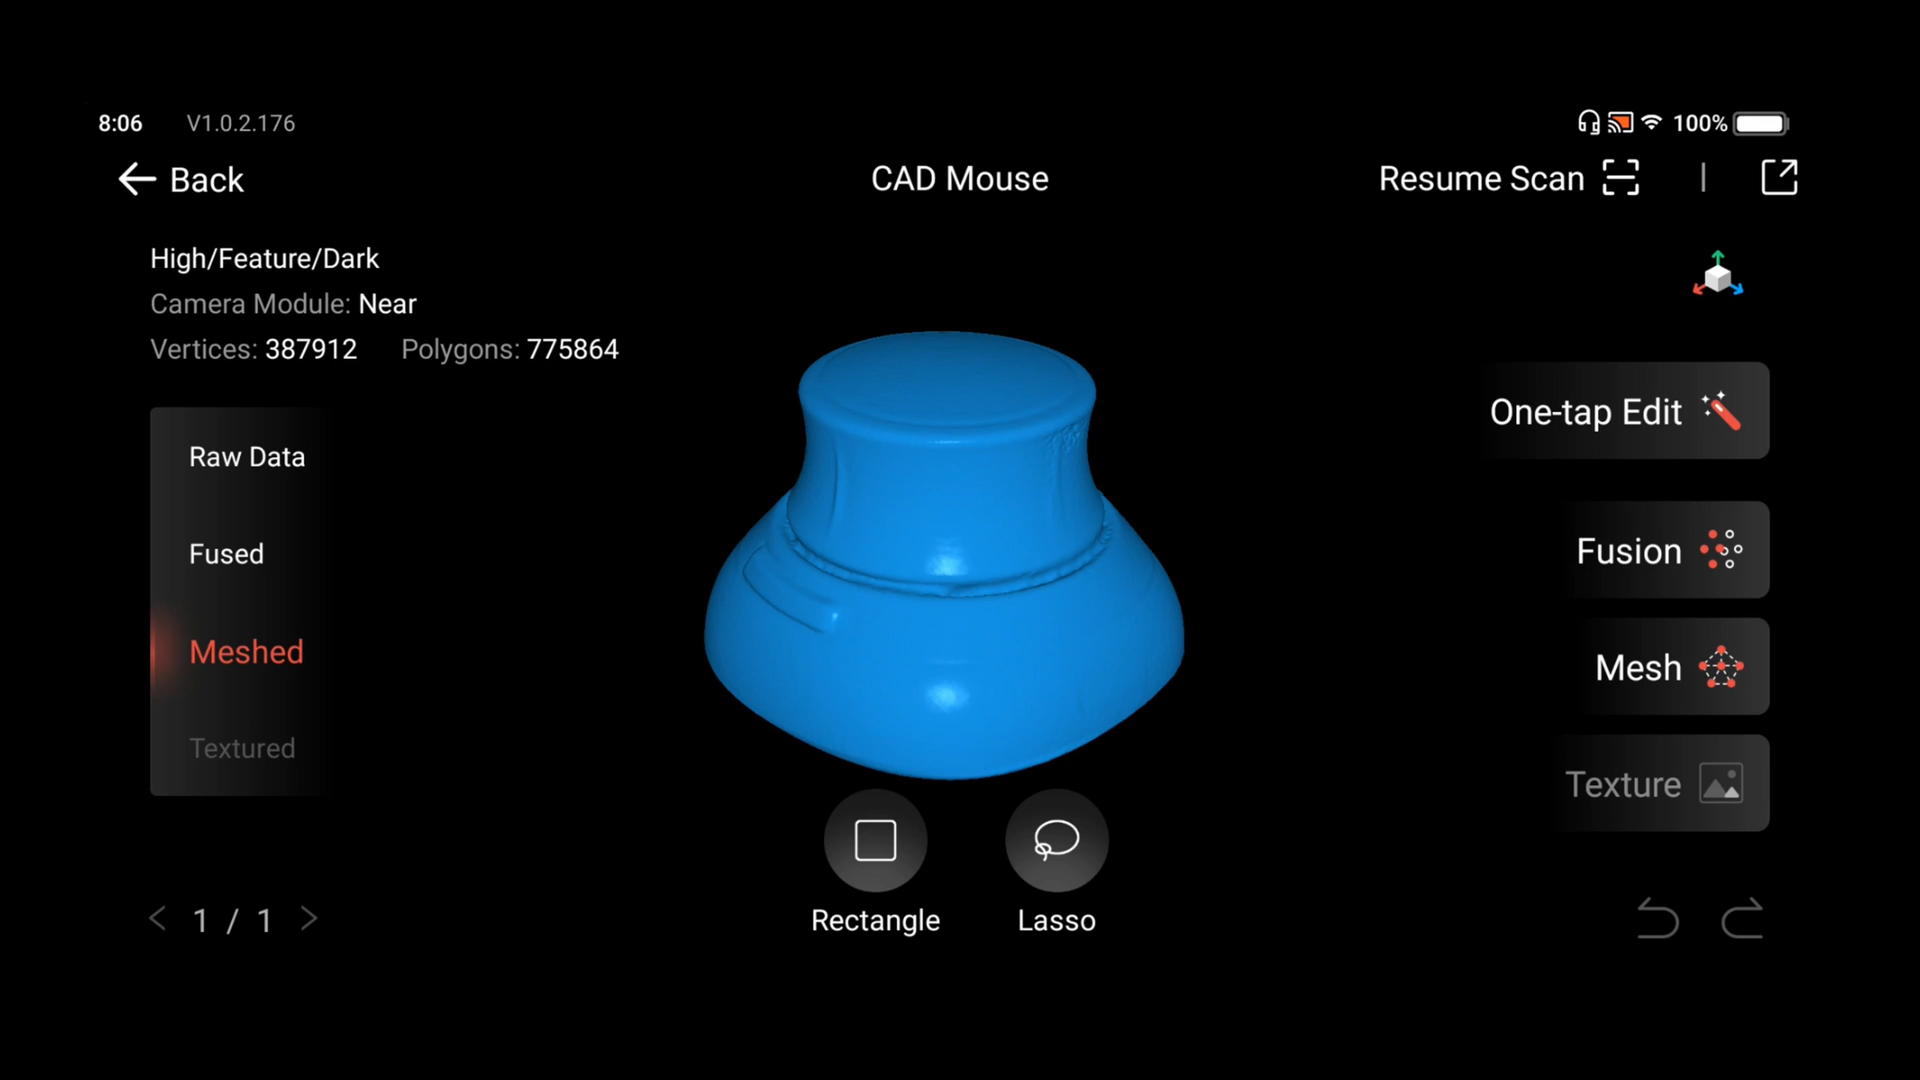 8:06 V1.0.2.176 100%
Back CAD Mouse Resume Scan
High/Feature/Dark
Camera Module: Near
Vertices: 387912 Polygons: 775864
One-tap Edit
Raw Data
Fused
Fusion
Meshed
Mesh
Textured
Texture
1 / 1
Rectangle Lasso